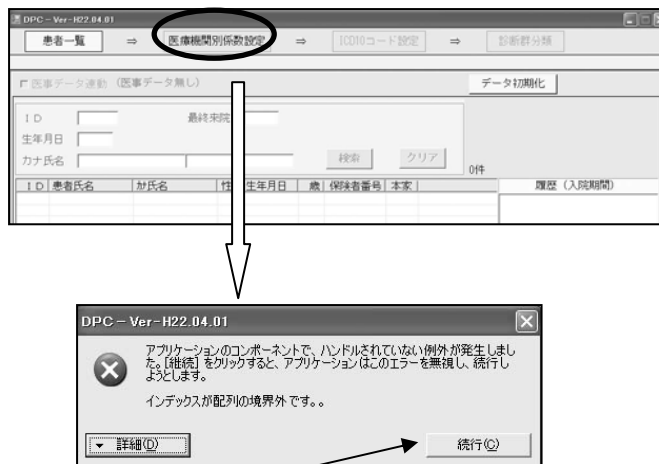 DPC－Ver－H22.04.01
患者一覧 ⇒ 医療機関別係数設定 ⇒ ICD10コード設定 ⇒ 診断群分類
医事データ連動 (医事データ無し) データ初期化
ID 最終来院
生年月日
カナ氏名 検索 クリア 0件
ID 患者氏名 カナ氏名 性 生年月日 歳 保険者番号 本家 履歴 (入院期間)
DPC－Ver－H22.04.01
アプリケーションのコンポーネントで、ハンドルされていない例外が発生しまし
た。[継続] をクリックすると、アプリケーションはこのエラーを無視し、続行し
ようとします。
インデックスが配列の境界外です。。
詳細(D) 続行(C)